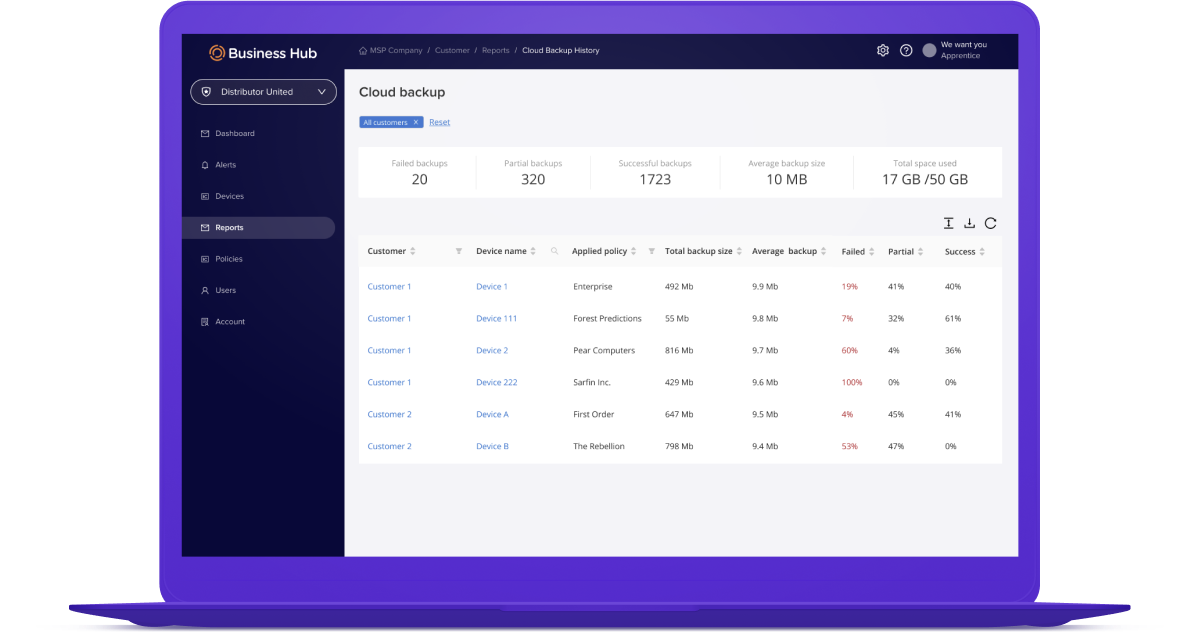 Business Hub
MSP Company / Customer / Reports / Cloud Backup History
We want you
Apprentice
Distributor United
Dashboard
Alerts
Devices
Reports
Policies
Users
Account
Cloud backup
All customers × Reset
Failed backups Partial backups Successful backups Average backup size Total space used
20 320 1723 10 MB 17 GB /50 GB
Customer Device name Applied policy Total backup size Average backup Failed Partial Success
Customer 1 Device 1 Enterprise 492 Mb 9.9 Mb 19% 41% 40%
Customer 1 Device 111 Forest Predictions 55 Mb 9.8 Mb 7% 32% 61%
Customer 1 Device 2 Pear Computers 816 Mb 9.7 Mb 60% 4% 36%
Customer 1 Device 222 Sarfin Inc. 429 Mb 9.6 Mb 100% 0% 0%
Customer 2 Device A First Order 647 Mb 9.5 Mb 4% 45% 41%
Customer 2 Device B The Rebellion 798 Mb 9.4 Mb 53% 47% 0%